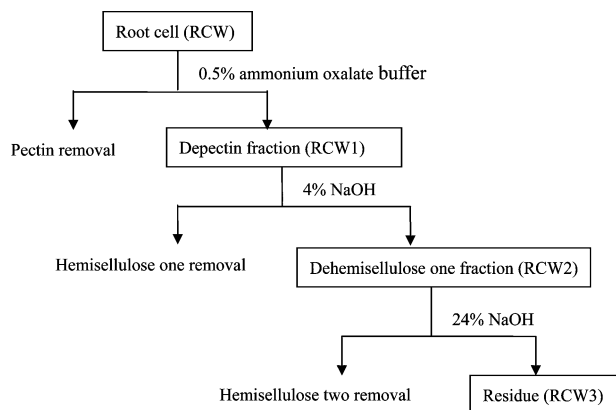 Root cell (RCW)
0.5% ammonium oxalate buffer
Pectin removal
Depectin fraction (RCW1)
4% NaOH
Hemisellulose one removal
Dehemisellulose one fraction (RCW2)
24% NaOH
Hemisellulose two removal
Residue (RCW3)